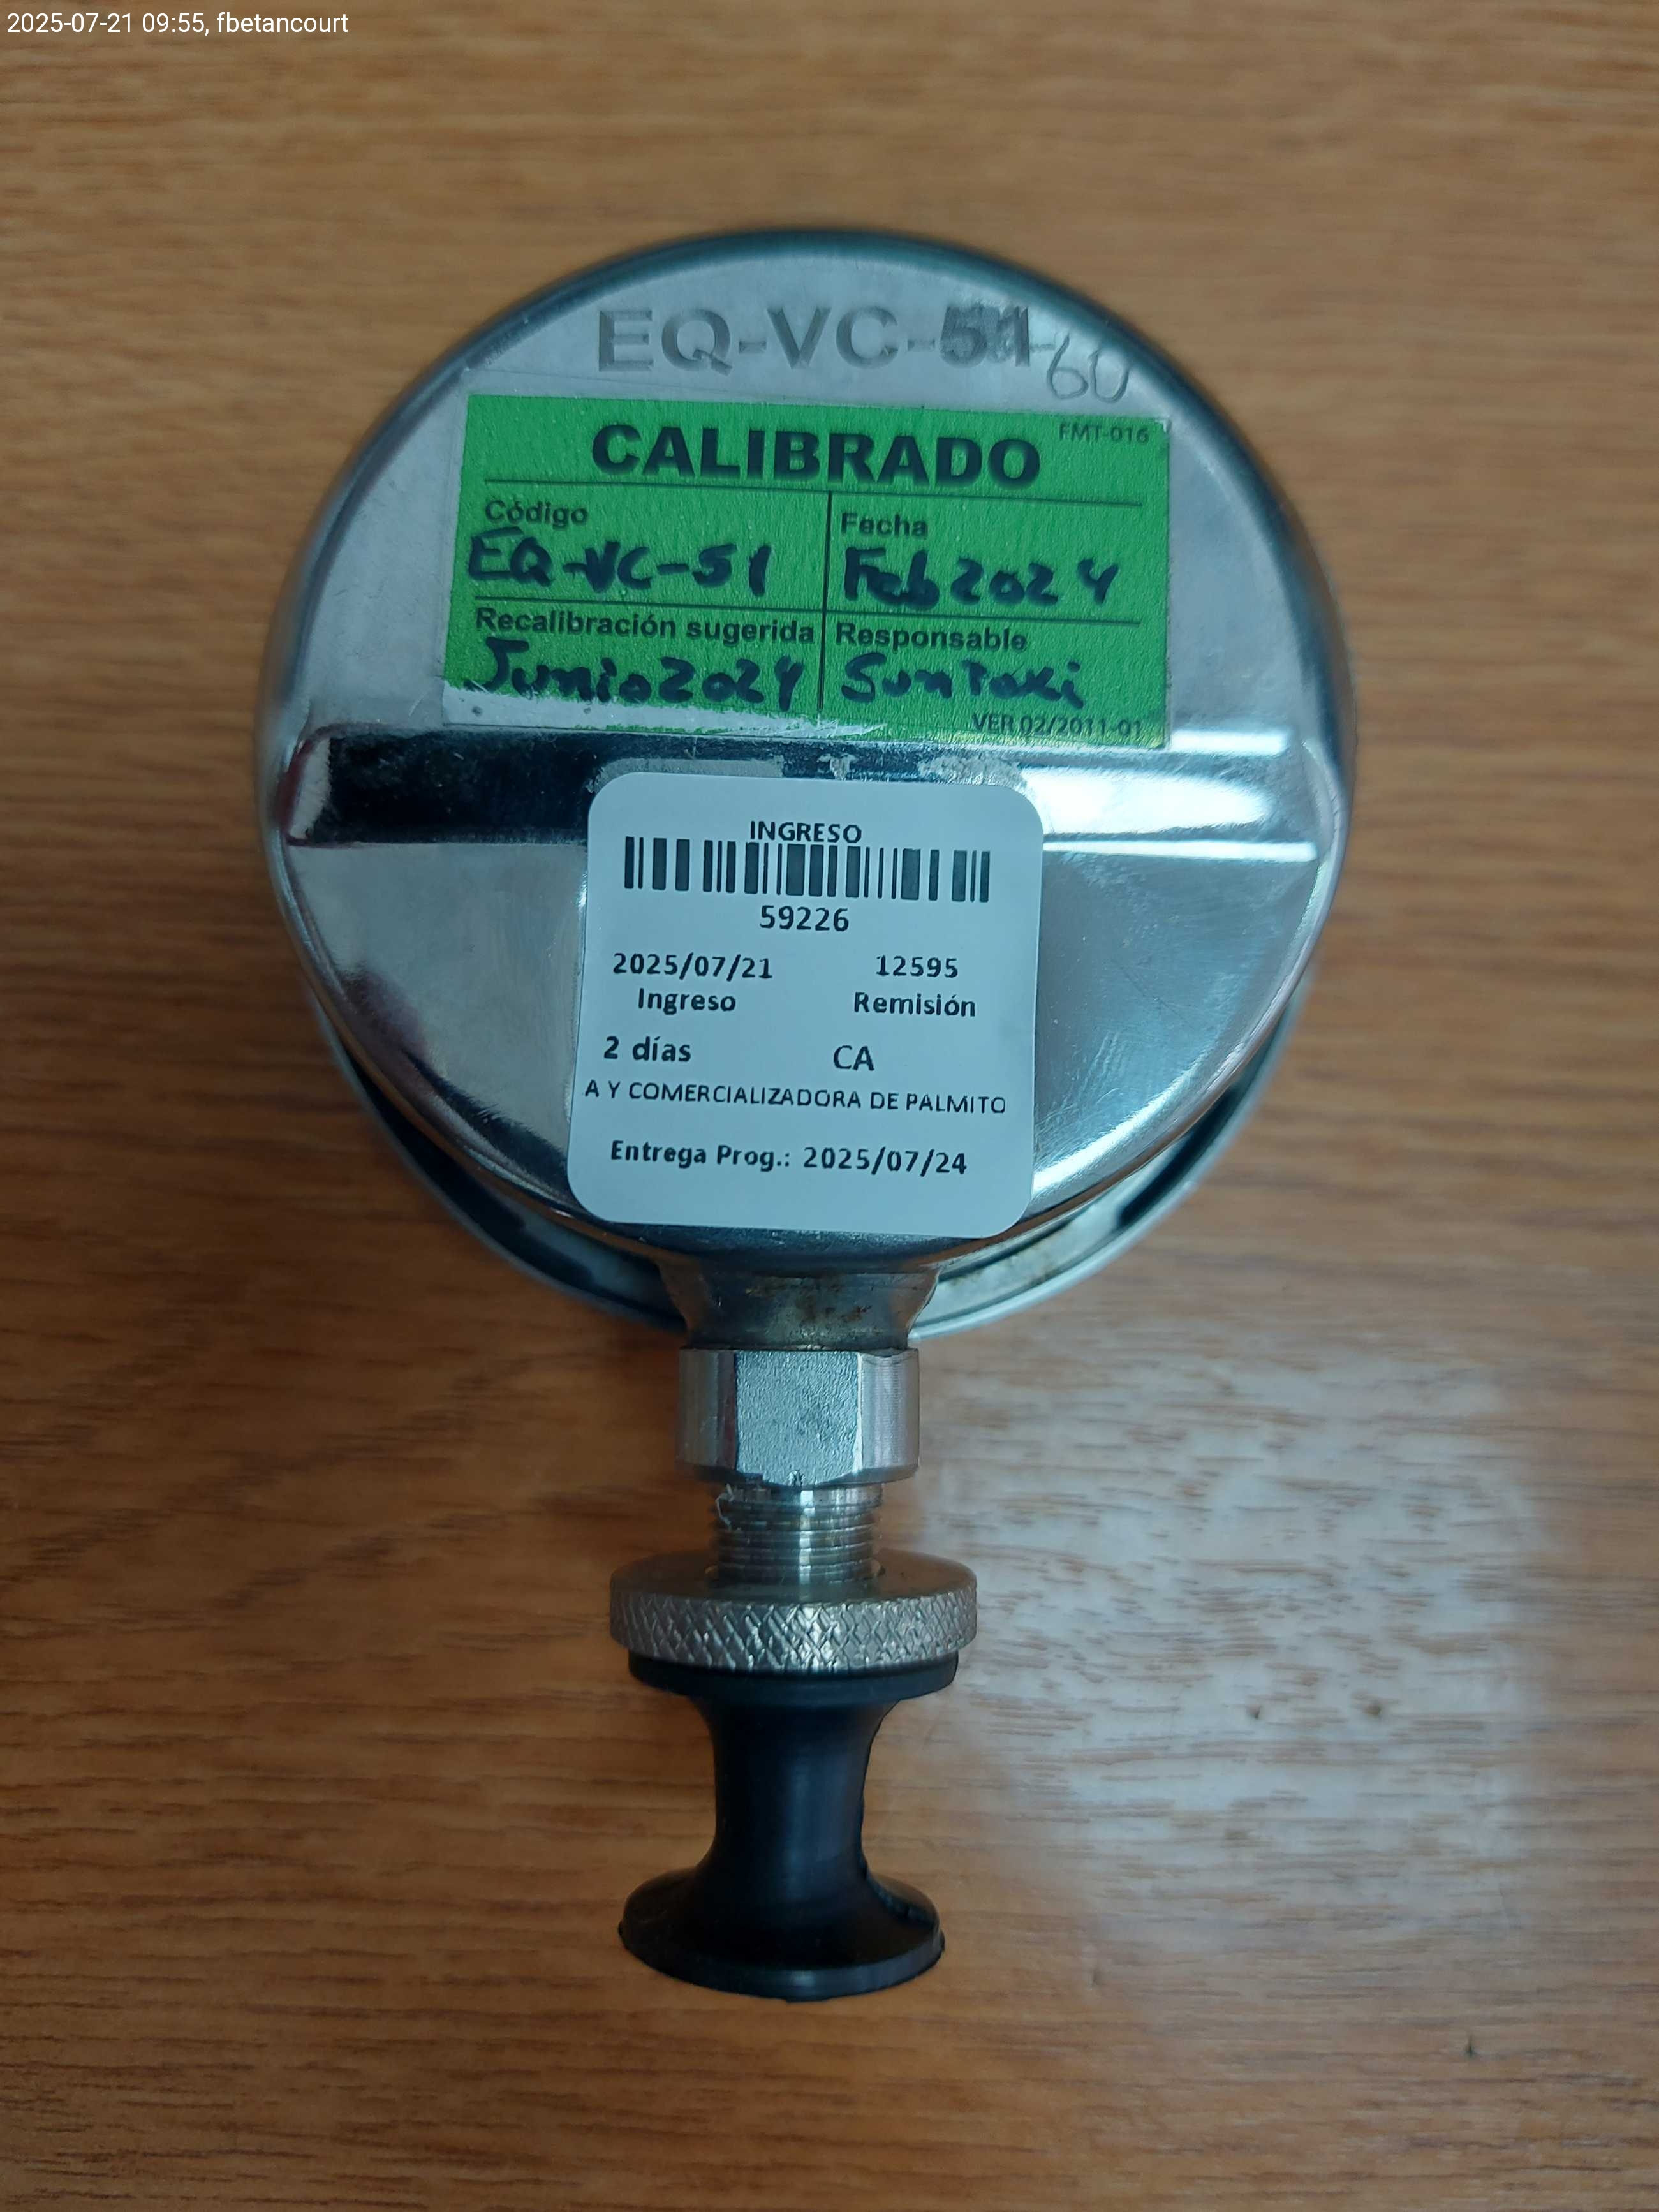 2025-07-21 09:55, fbetancourt
EQ-VC-51-60
CALIBRADO
FMT-016
Código
Fecha
EQ-VC-51
Feb 2024
Recalibración sugerida
Responsable
Junio 2024
VER 02/2011-01
INGRESO
59226
2025/07/21
12595
Ingreso
Remisión
2 días
CA
A Y COMERCIALIZADORA DE PALMITO
Entrega Prog.: 2025/07/24